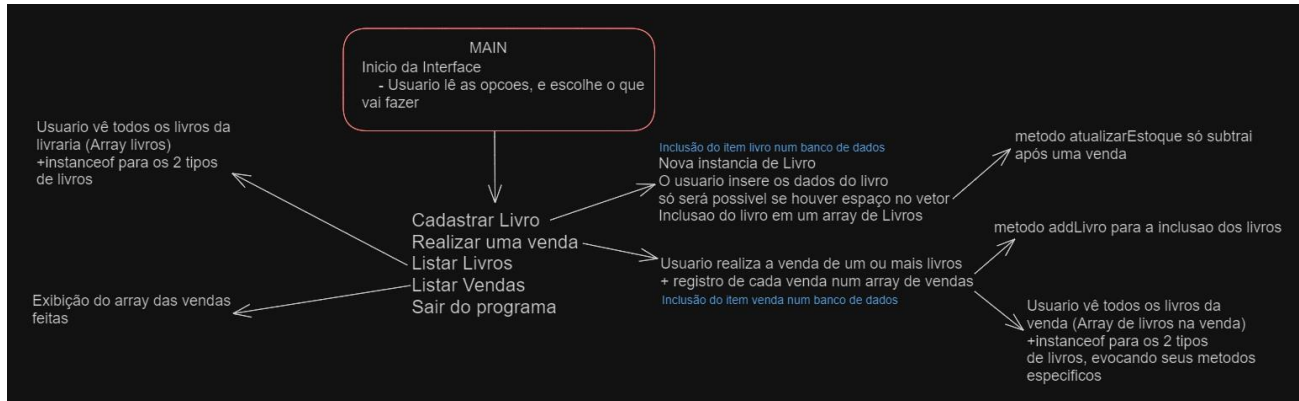 MAIN
Inicio da Interface
- Usuario lê as opcoes, e escolhe o que
vai fazer
Usuario vê todos os livros da
livraria (Array livros)
+instanceof para os 2 tipos
de livros
Exibição do array das vendas
feitas
Cadastrar Livro
Realizar uma venda
Listar Livros
Listar Vendas
Sair do programa
Inclusão do item livro num banco de dados
Nova instancia de Livro
O usuario insere os dados do livro
só será possivel se houver espaço no vetor
Inclusao do livro em um array de Livros
Usuario realiza a venda de um ou mais livros
+ registro de cada venda num array de vendas
Inclusão do item venda num banco de dados
metodo atualizarEstoque só subtrai
após uma venda
metodo addLivro para a inclusao dos livros
Usuario vê todos os livros da
venda (Array de livros na venda)
+instanceof para os 2 tipos
de livros, evocando seus metodos
especificos